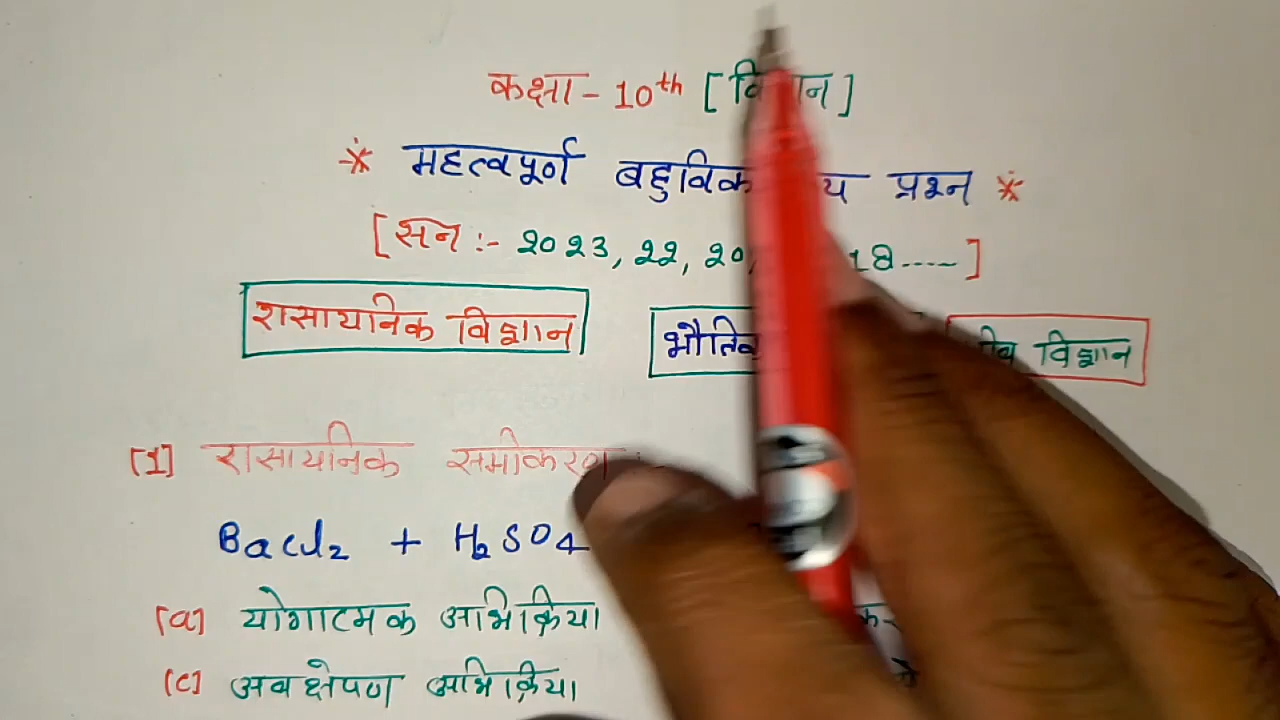 कक्षा - 10th [
* महत्वपूर्ण प्रश्न *
[सन :- 2023, 22, 20, 18.....]
रासायनिक विज्ञान
विज्ञान
[1] रासायनिक समीकरण
BaCl2 + H2SO4
[a] योगात्मक अभिक्रिया
[c] अवक्षेपण अभिक्रिया